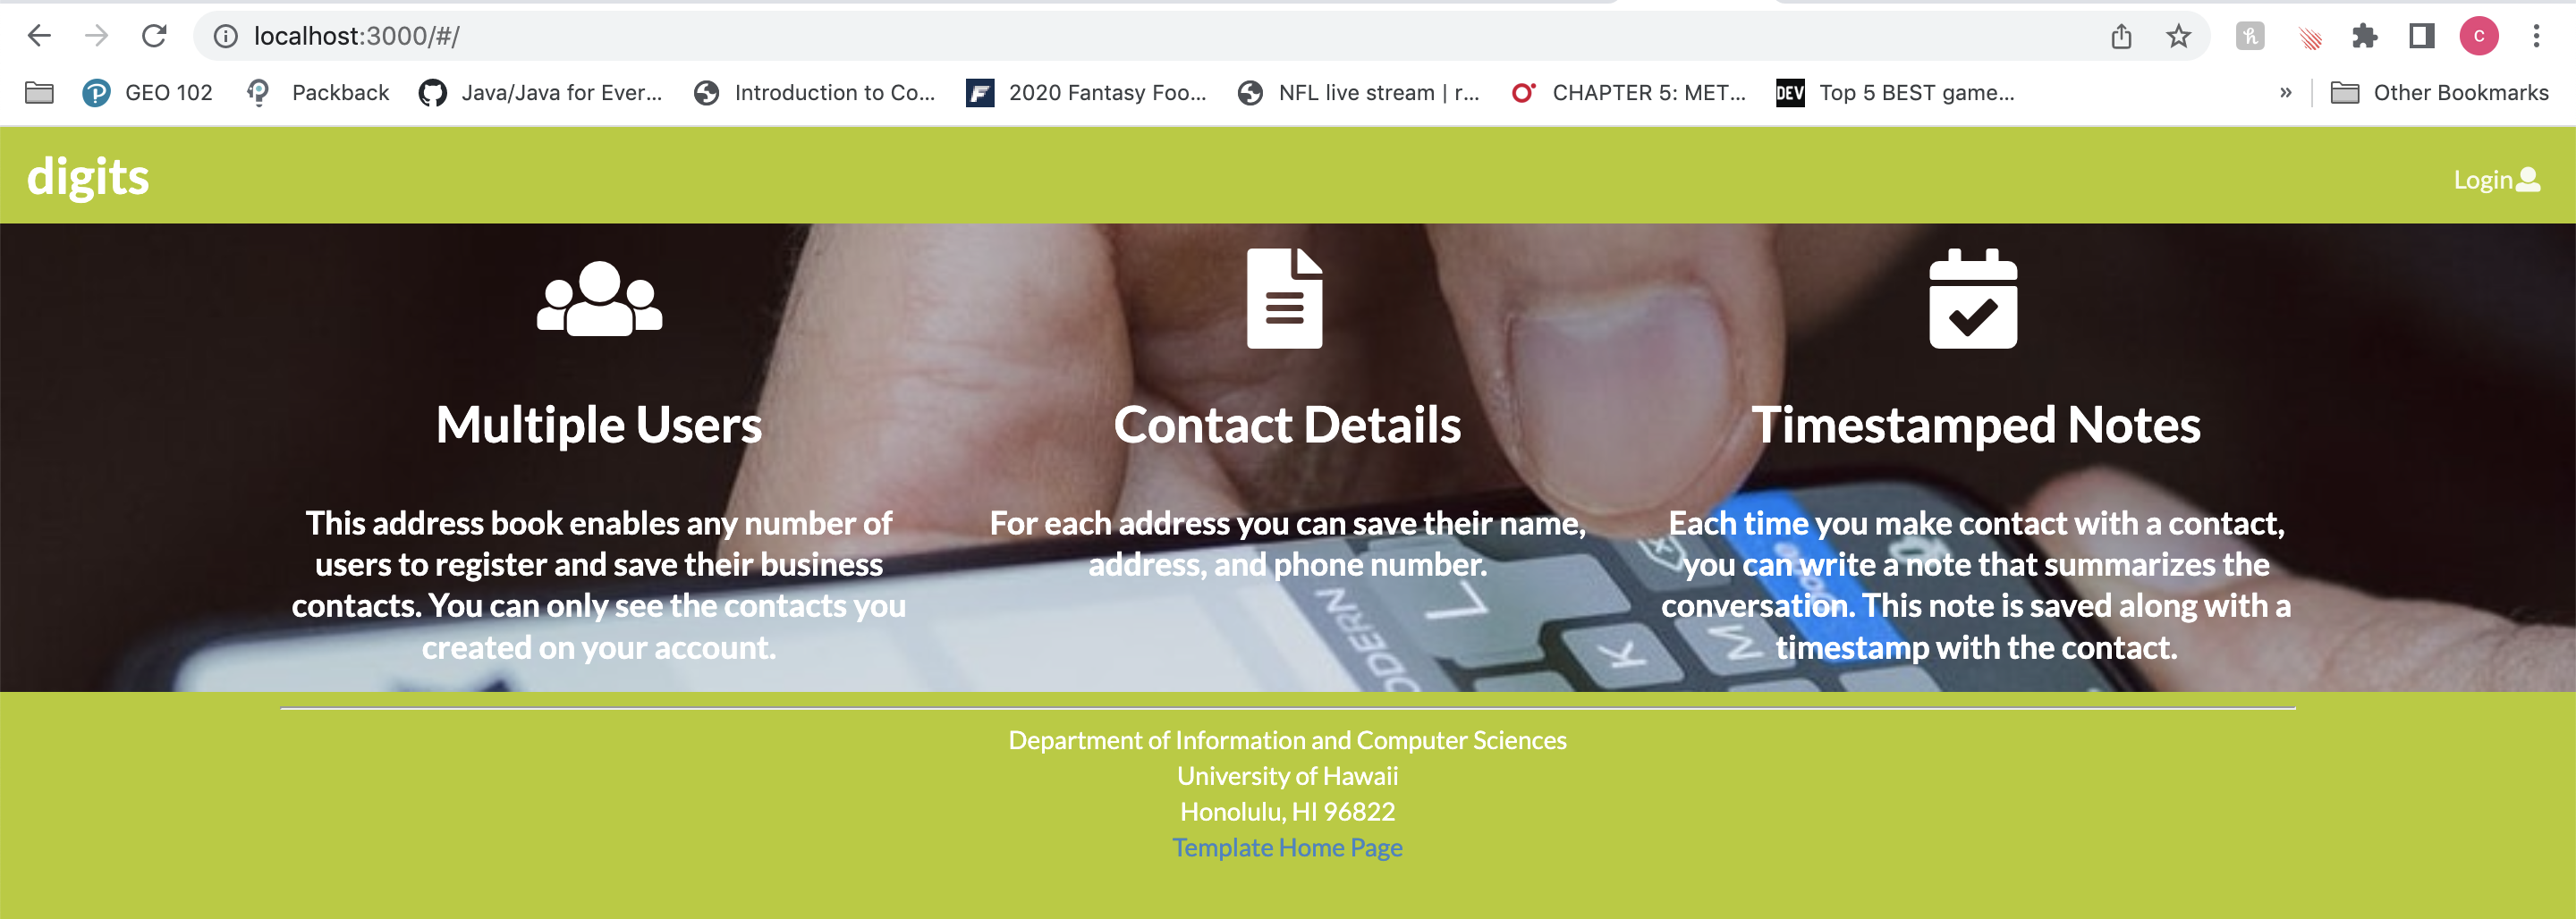 localhost:3000/#/
C
GEO 102
Packback
Java/Java for Ever...
Introduction to Co...
2020 Fantasy Foo...
NFL live stream | r...
CHAPTER 5: MET...
DEV
Top 5 BEST game...
»
Other Bookmarks
digits
Login
Multiple Users
This address book enables any number of
users to register and save their business
contacts. You can only see the contacts you
created on your account.
Contact Details
For each address you can save their name,
address, and phone number.
Timestamped Notes
Each time you make contact with a contact,
you can write a note that summarizes the
conversation. This note is saved along with a
timestamp with the contact.
L
K
M
Department of Information and Computer Sciences
University of Hawaii
Honolulu, HI 96822
Template Home Page